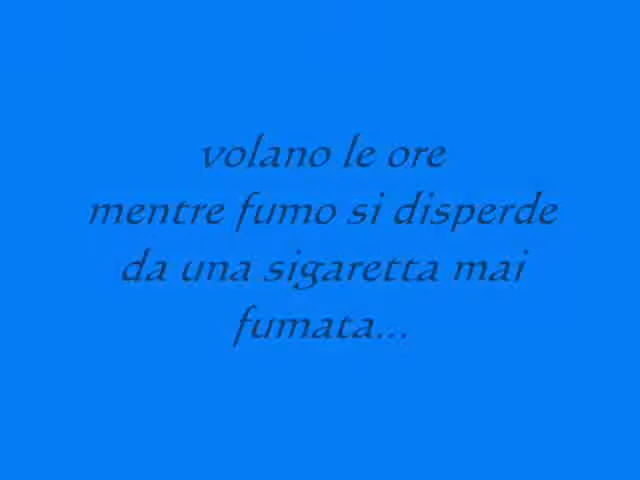 volano le ore
mentre fumo si disperde
da una sigaretta mai
fumata...